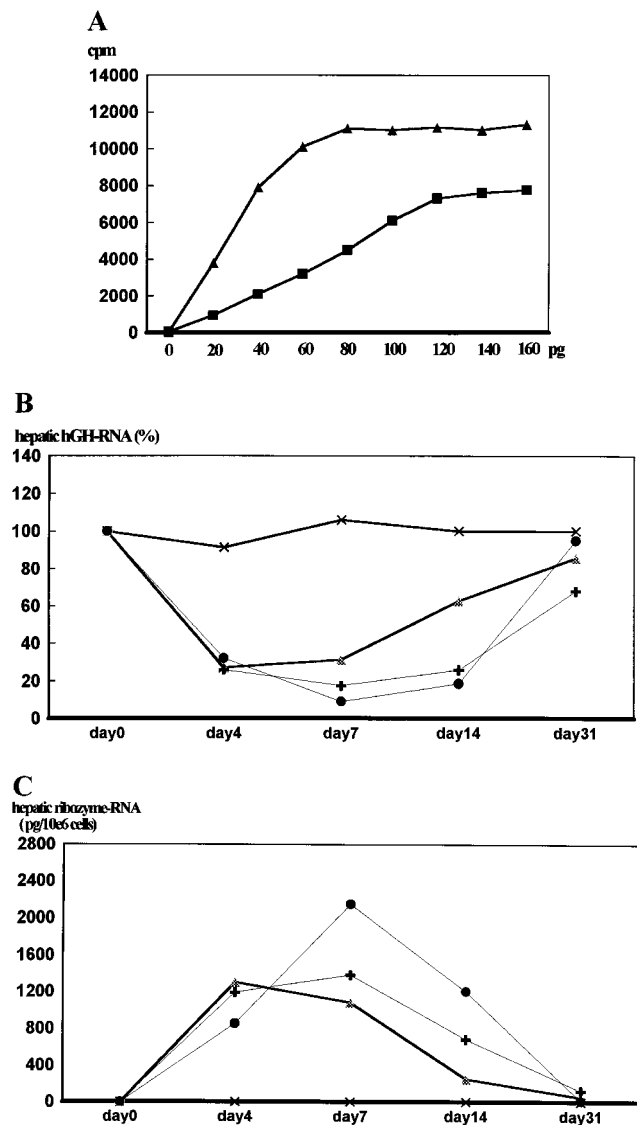 A
cpm
14000
12000
10000
8000
6000
4000
2000
0
0 20 40 60 80 100 120 140 160 pg
B
hepatic hGH-RNA (%)
140
120
100
80
60
40
20
0
day0 day4 day7 day14 day31
C
hepatic ribozyme-RNA
(pg/10e6 cells)
2800
2400
2000
1600
1200
800
400
0
day0 day4 day7 day14 day31